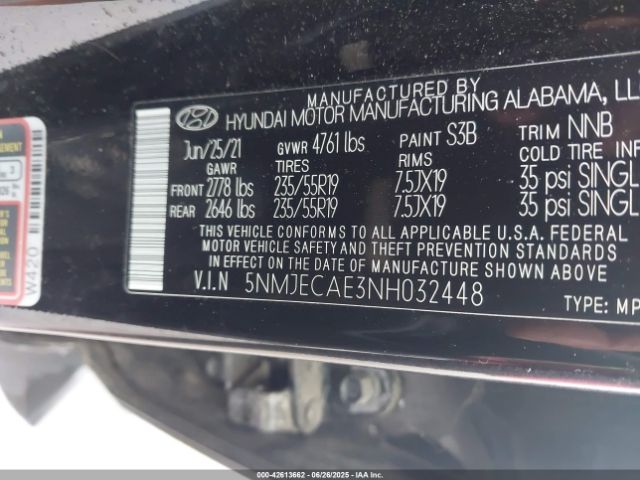 MANUFACTURED BY
HYUNDAI MOTOR MANUFACTURING ALABAMA, LLC
Jun/25/21 GVWR 4761 lbs PAINT S3B TRIM NNB
GAWR TIRES RIMS COLD TIRE INF
FRONT 2778 lbs 235/55R19 7.5JX19 35 psi SINGL
REAR 2646 lbs 235/55R19 7.5JX19 35 psi SINGL
THIS VEHICLE CONFORMS TO ALL APPLICABLE U.S.A. FEDERAL
MOTOR VEHICLE SAFETY AND THEFT PREVENTION STANDARDS
IN EFFECT ON THE DATE OF MANUFACTURE SHOWN ABOVE.
V.I.N 5NMJECAE3NH032448
TYPE: MP
W420
000-42613662 - 06/26/2025 - IAA Inc.